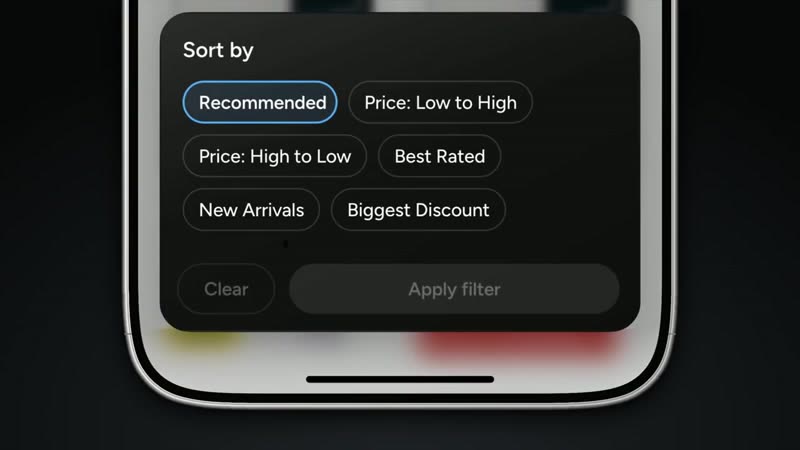 Sort by
Recommended
Price: Low to High
Price: High to Low
Best Rated
New Arrivals
Biggest Discount
Clear
Apply filter